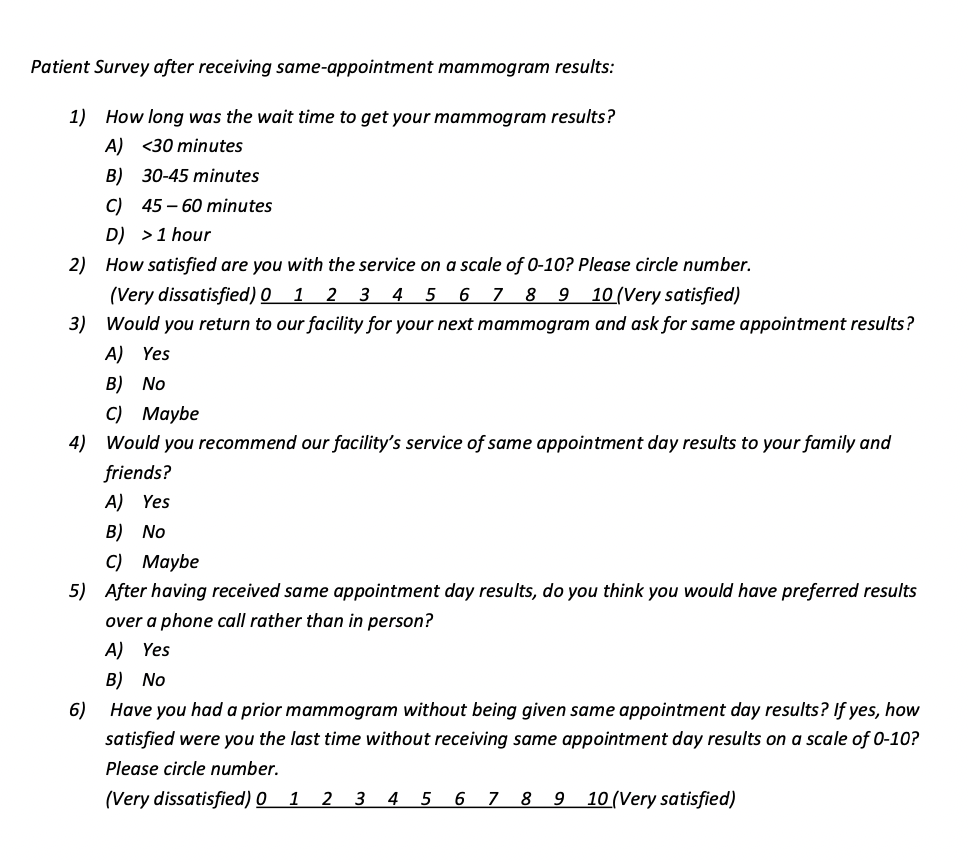 Patient Survey after receiving same-appointment mammogram results:
1) How long was the wait time to get your mammogram results?
A) <30 minutes
B) 30-45 minutes
C) 45 – 60 minutes
D) > 1 hour
2) How satisfied are you with the service on a scale of 0-10? Please circle number.
(Very dissatisfied) 0 1 2 3 4 5 6 7 8 9 10 (Very satisfied)
3) Would you return to our facility for your next mammogram and ask for same appointment results?
A) Yes
B) No
C) Maybe
4) Would you recommend our facility’s service of same appointment day results to your family and
friends?
A) Yes
B) No
C) Maybe
5) After having received same appointment day results, do you think you would have preferred results
over a phone call rather than in person?
A) Yes
B) No
6) Have you had a prior mammogram without being given same appointment day results? If yes, how
satisfied were you the last time without receiving same appointment day results on a scale of 0-10?
Please circle number.
(Very dissatisfied) 0 1 2 3 4 5 6 7 8 9 10 (Very satisfied)